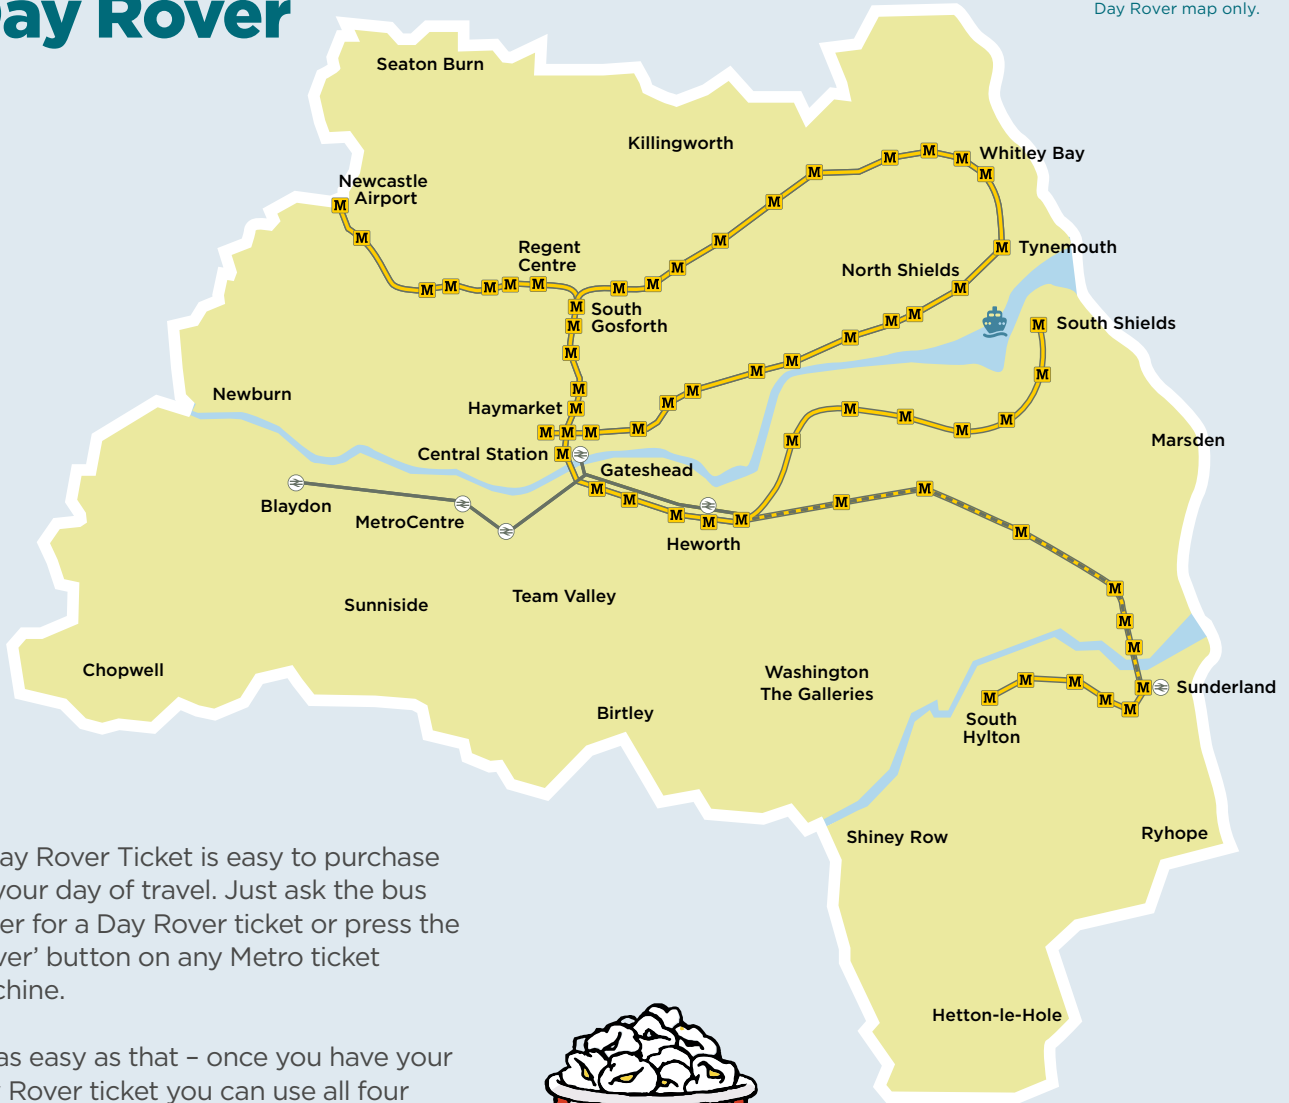 Day Rover
Day Rover map only.
Seaton Burn
Killingworth
Whitley Bay
Newcastle
Airport
Regent
Centre
Tynemouth
North Shields
South
Gosforth
South Shields
Newburn
Haymarket
Marsden
Central Station
Gateshead
Blaydon
MetroCentre
Heworth
Team Valley
Sunniside
Chopwell
Washington
The Galleries
Sunderland
Birtley
South
Hylton
Shiney Row
Ryhope
Hetton-le-Hole
ay Rover Ticket is easy to purchase
your day of travel. Just ask the bus
er for a Day Rover ticket or press the
ver’ button on any Metro ticket
chine.
as easy as that – once you have your
Rover ticket you can use all four